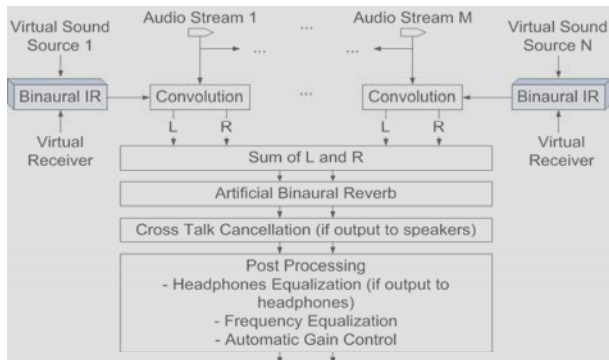 Virtual Sound
Source 1
Audio Stream 1
...
...
Audio Stream M
Virtual Sound
Source N
Binaural IR
Convolution
...
Convolution
Binaural IR
Virtual
Receiver
L
R
L
R
Virtual
Receiver
Sum of L and R
Artificial Binaural Reverb
Cross Talk Cancellation (if output to speakers)
Post Processing
- Headphones Equalization (if output to
headphones)
- Frequency Equalization
- Automatic Gain Control